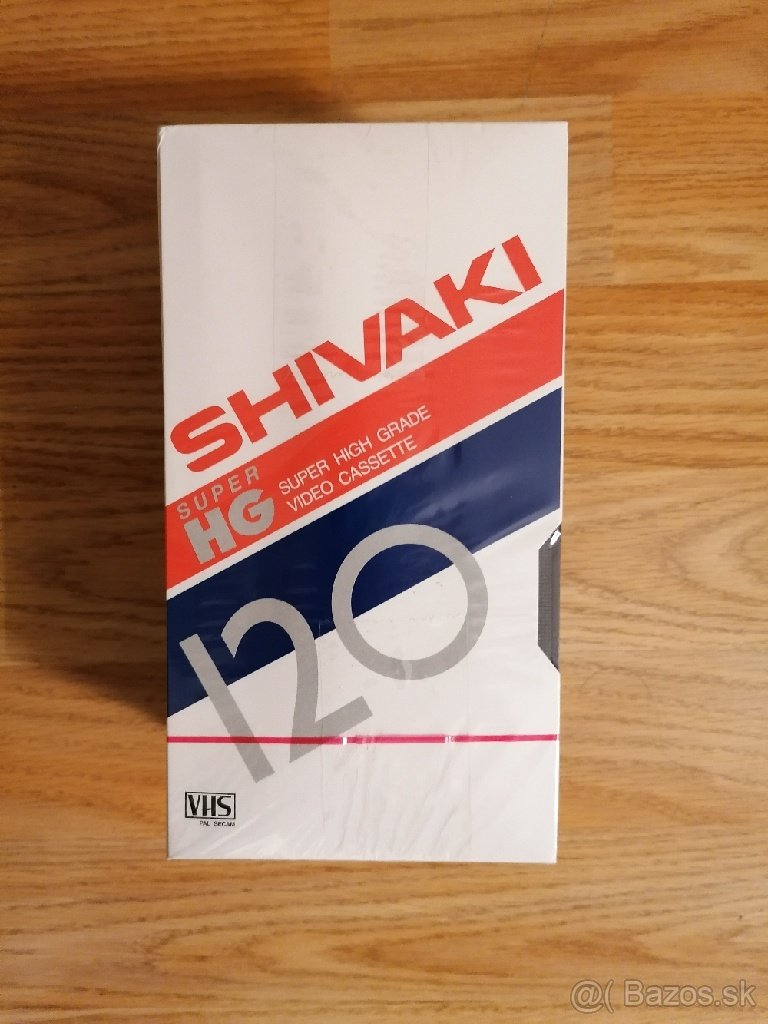 SHIVAKI
SUPER
HG
SUPER HIGH GRADE
VIDEO CASSETTE
120
VHS
PAL SECAM
@( Bazos.sk